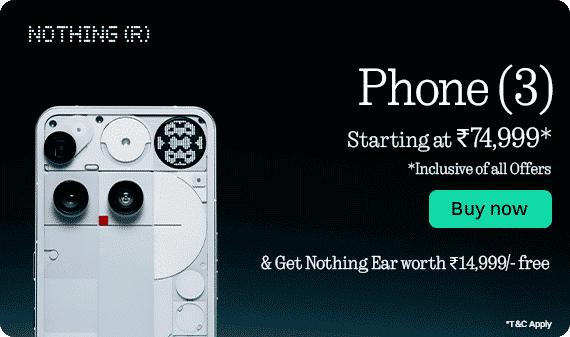 NOTHING (R)
Phone (3)
Starting at ₹74,999*
*Inclusive of all Offers
Buy now
& Get Nothing Ear worth ₹14,999/- free
*T&C Apply